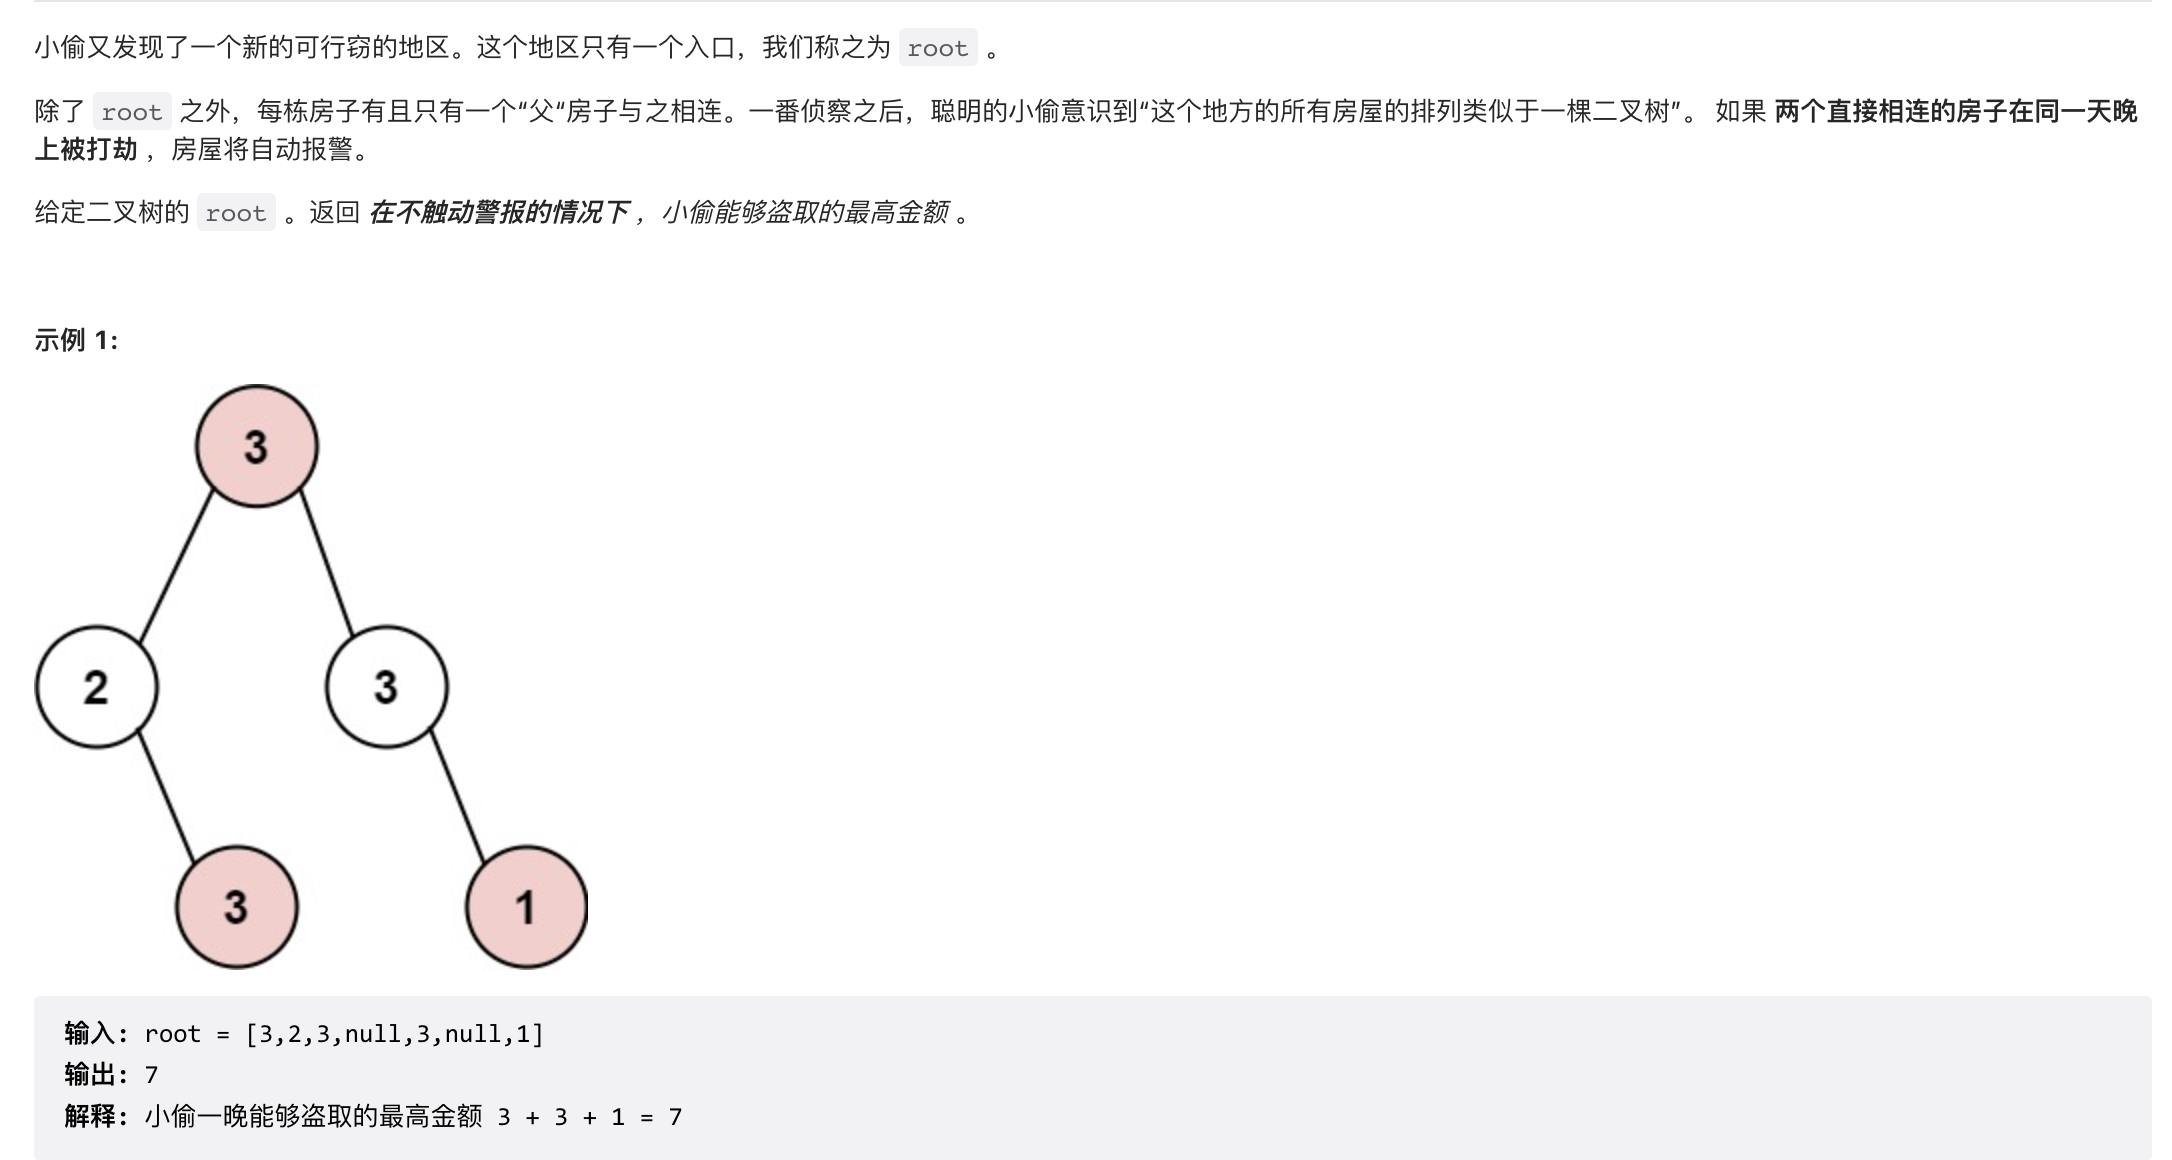 小偷又发现了一个新的可行窃的地区。这个地区只有一个入口，我们称之为 root 。
除了 root 之外，每栋房子有且只有一个“父“房子与之相连。一番侦察之后，聪明的小偷意识到“这个地方的所有房屋的排列类似于一棵二叉树”。 如果 两个直接相连的房子在同一天晚
上被打劫 ，房屋将自动报警。
给定二叉树的 root 。返回 在不触动警报的情况下 ，小偷能够盗取的最高金额 。
示例 1:
3
2
3
3
1
输入: root = [3,2,3,null,3,null,1]
输出: 7
解释: 小偷一晚能够盗取的最高金额 3 + 3 + 1 = 7